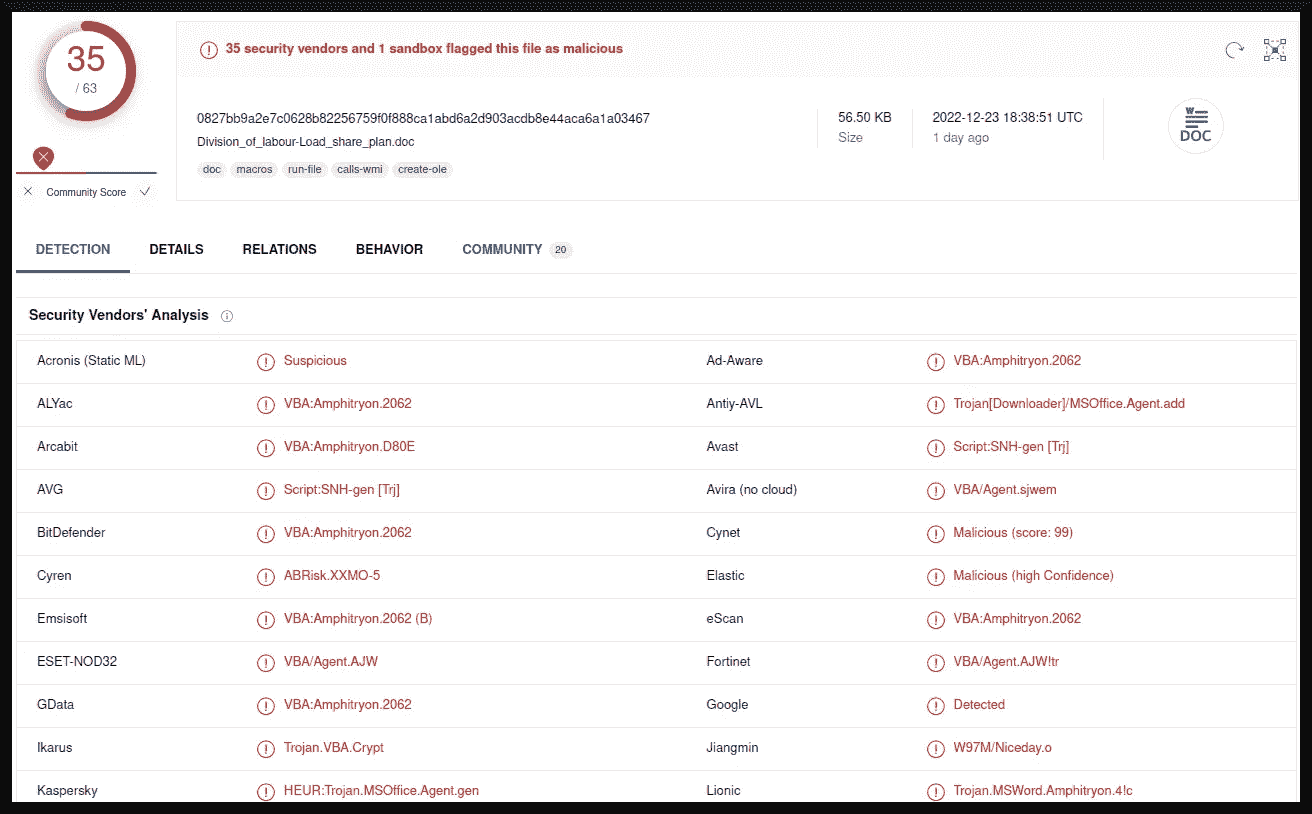 35
/ 63
35 security vendors and 1 sandbox flagged this file as malicious
0827bb9a2e7c0628b82256759f0f888ca1abd6a2d903acdb8e44aca6a1a03467
Division_of_labour-Load_share_plan.doc
doc macros run-file calls-wmi create-ole
56.50 KB
Size
2022-12-23 18:38:51 UTC
1 day ago
W
DOC
Community Score
DETECTION DETAILS RELATIONS BEHAVIOR COMMUNITY 20
Security Vendors' Analysis
Acronis (Static ML) Suspicious Ad-Aware VBA:Amphitryon.2062
ALYac VBA:Amphitryon.2062 Antiy-AVL Trojan[Downloader]/MSOffice.Agent.add
Arcabit VBA:Amphitryon.D80E Avast Script:SNH-gen [Trj]
AVG Script:SNH-gen [Trj] Avira (no cloud) VBA/Agent.sjwem
BitDefender VBA:Amphitryon.2062 Cynet Malicious (score: 99)
Cyren ABRisk.XXMO-5 Elastic Malicious (high Confidence)
Emsisoft VBA:Amphitryon.2062 (B) eScan VBA:Amphitryon.2062
ESET-NOD32 VBA/Agent.AJW Fortinet VBA/Agent.AJW!tr
GData VBA:Amphitryon.2062 Google Detected
Ikarus Trojan.VBA.Crypt Jiangmin W97M/Niceday.o
Kaspersky HEUR:Trojan.MSOffice.Agent.gen Lionic Trojan.MSWord.Amphitryon.4!c